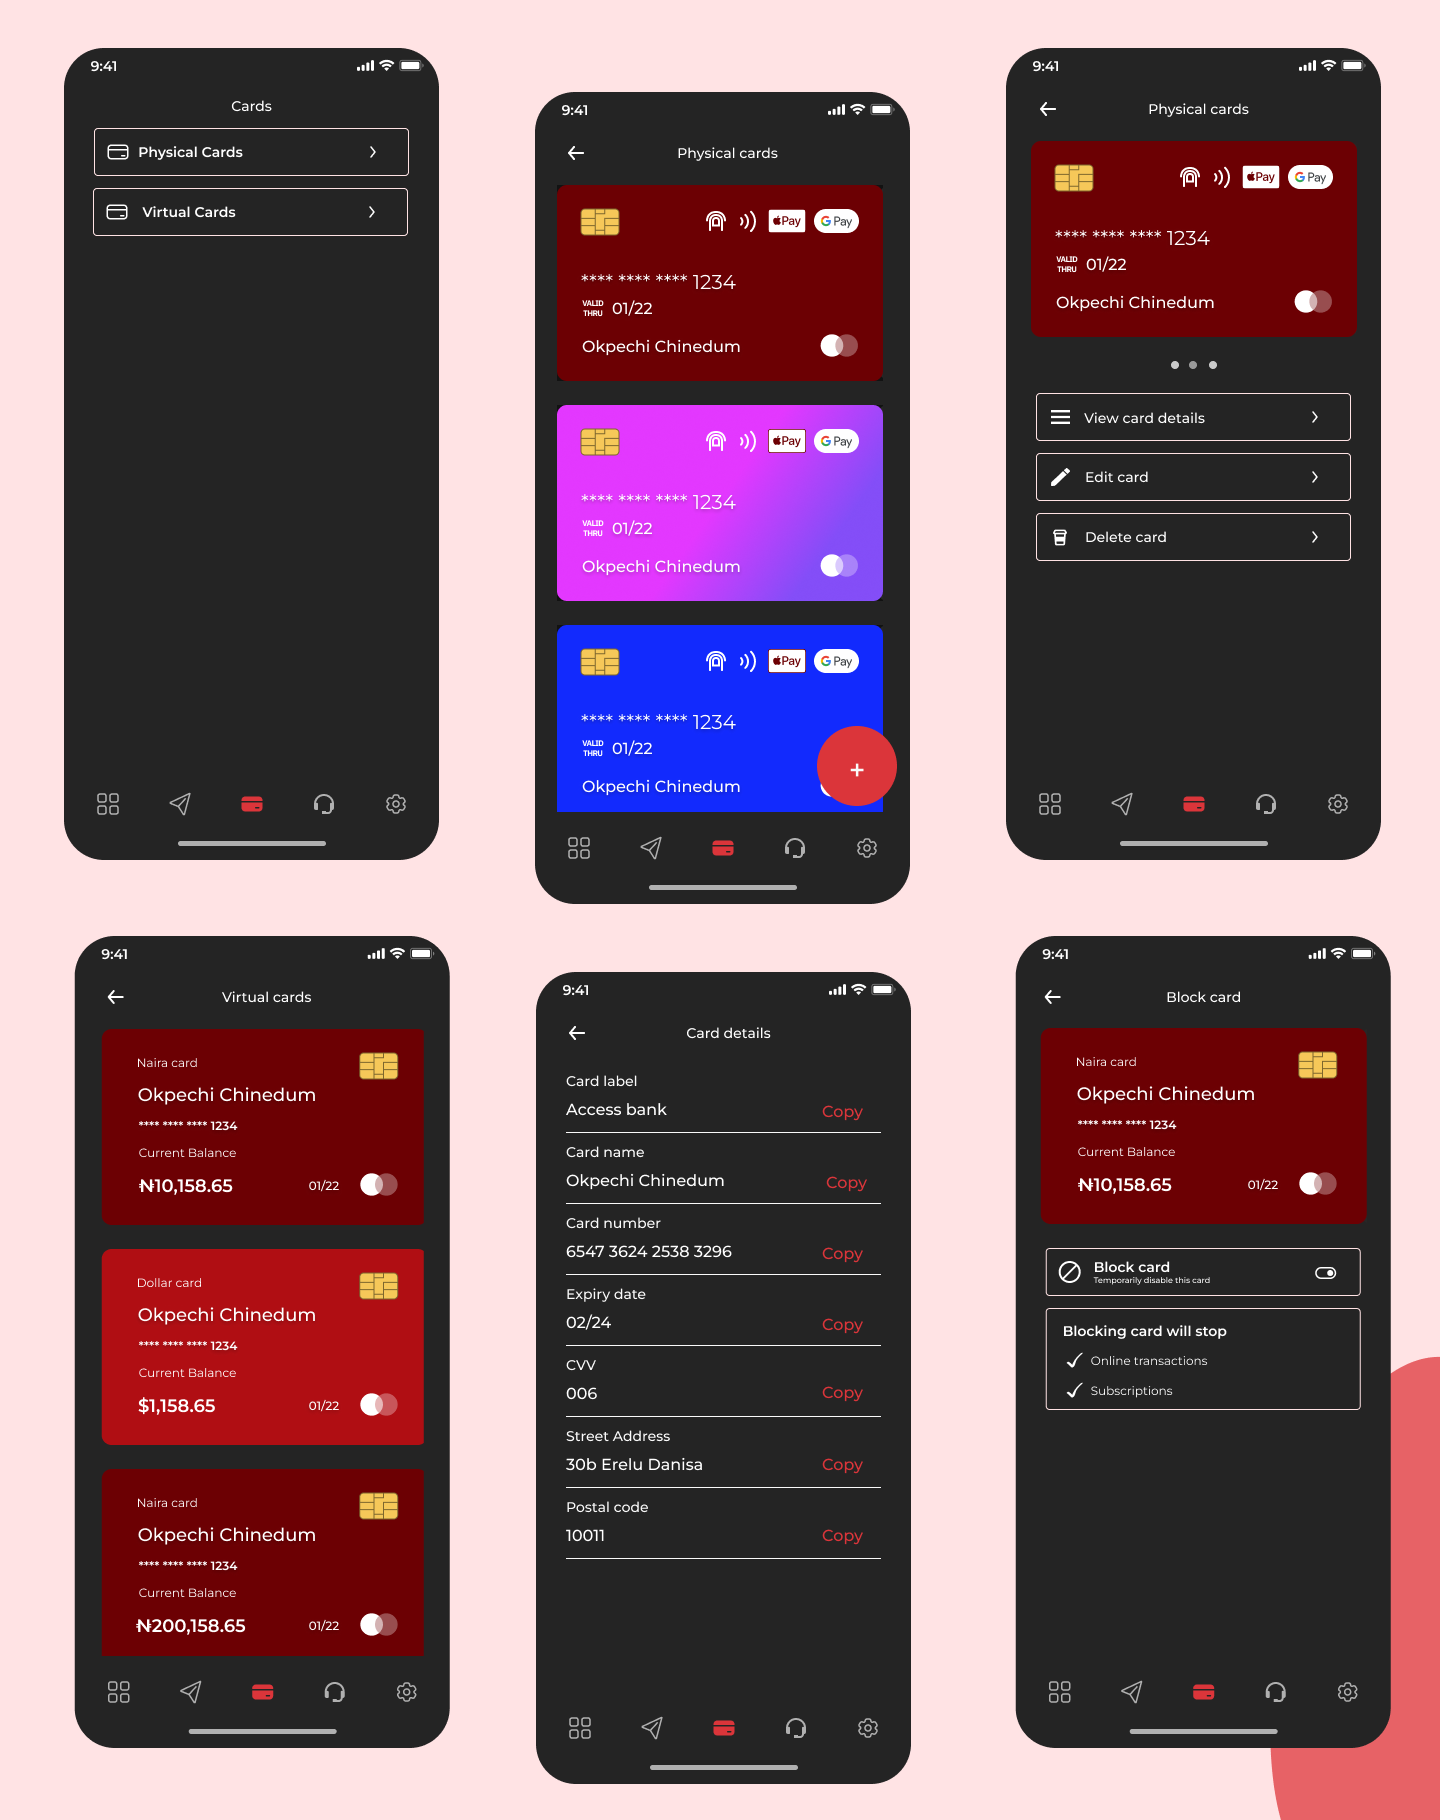 9:41
Cards
Physical Cards
Virtual Cards
9:41
Physical cards
Pay G Pay
**** **** **** 1234
VALID THRU 01/22
Okpechi Chinedum
Pay G Pay
**** **** **** 1234
VALID THRU 01/22
Okpechi Chinedum
Pay G Pay
**** **** **** 1234
VALID THRU 01/22
Okpechi Chinedum
+
9:41
Physical cards
Pay G Pay
**** **** **** 1234
VALID THRU 01/22
Okpechi Chinedum
View card details
Edit card
Delete card
9:41
Virtual cards
Naira card
Okpechi Chinedum
**** **** **** 1234
Current Balance
₦10,158.65 01/22
Dollar card
Okpechi Chinedum
**** **** **** 1234
Current Balance
$1,158.65 01/22
Naira card
Okpechi Chinedum
**** **** **** 1234
Current Balance
₦200,158.65 01/22
9:41
Card details
Card label
Access bank Copy
Card name
Okpechi Chinedum Copy
Card number
6547 3624 2538 3296 Copy
Expiry date
02/24 Copy
CVV
006 Copy
Street Address
30b Erelu Danisa Copy
Postal code
10011 Copy
9:41
Block card
Naira card
Okpechi Chinedum
**** **** **** 1234
Current Balance
₦10,158.65 01/22
Block card
Temporarily disable this card
Blocking card will stop
Online transactions
Subscriptions